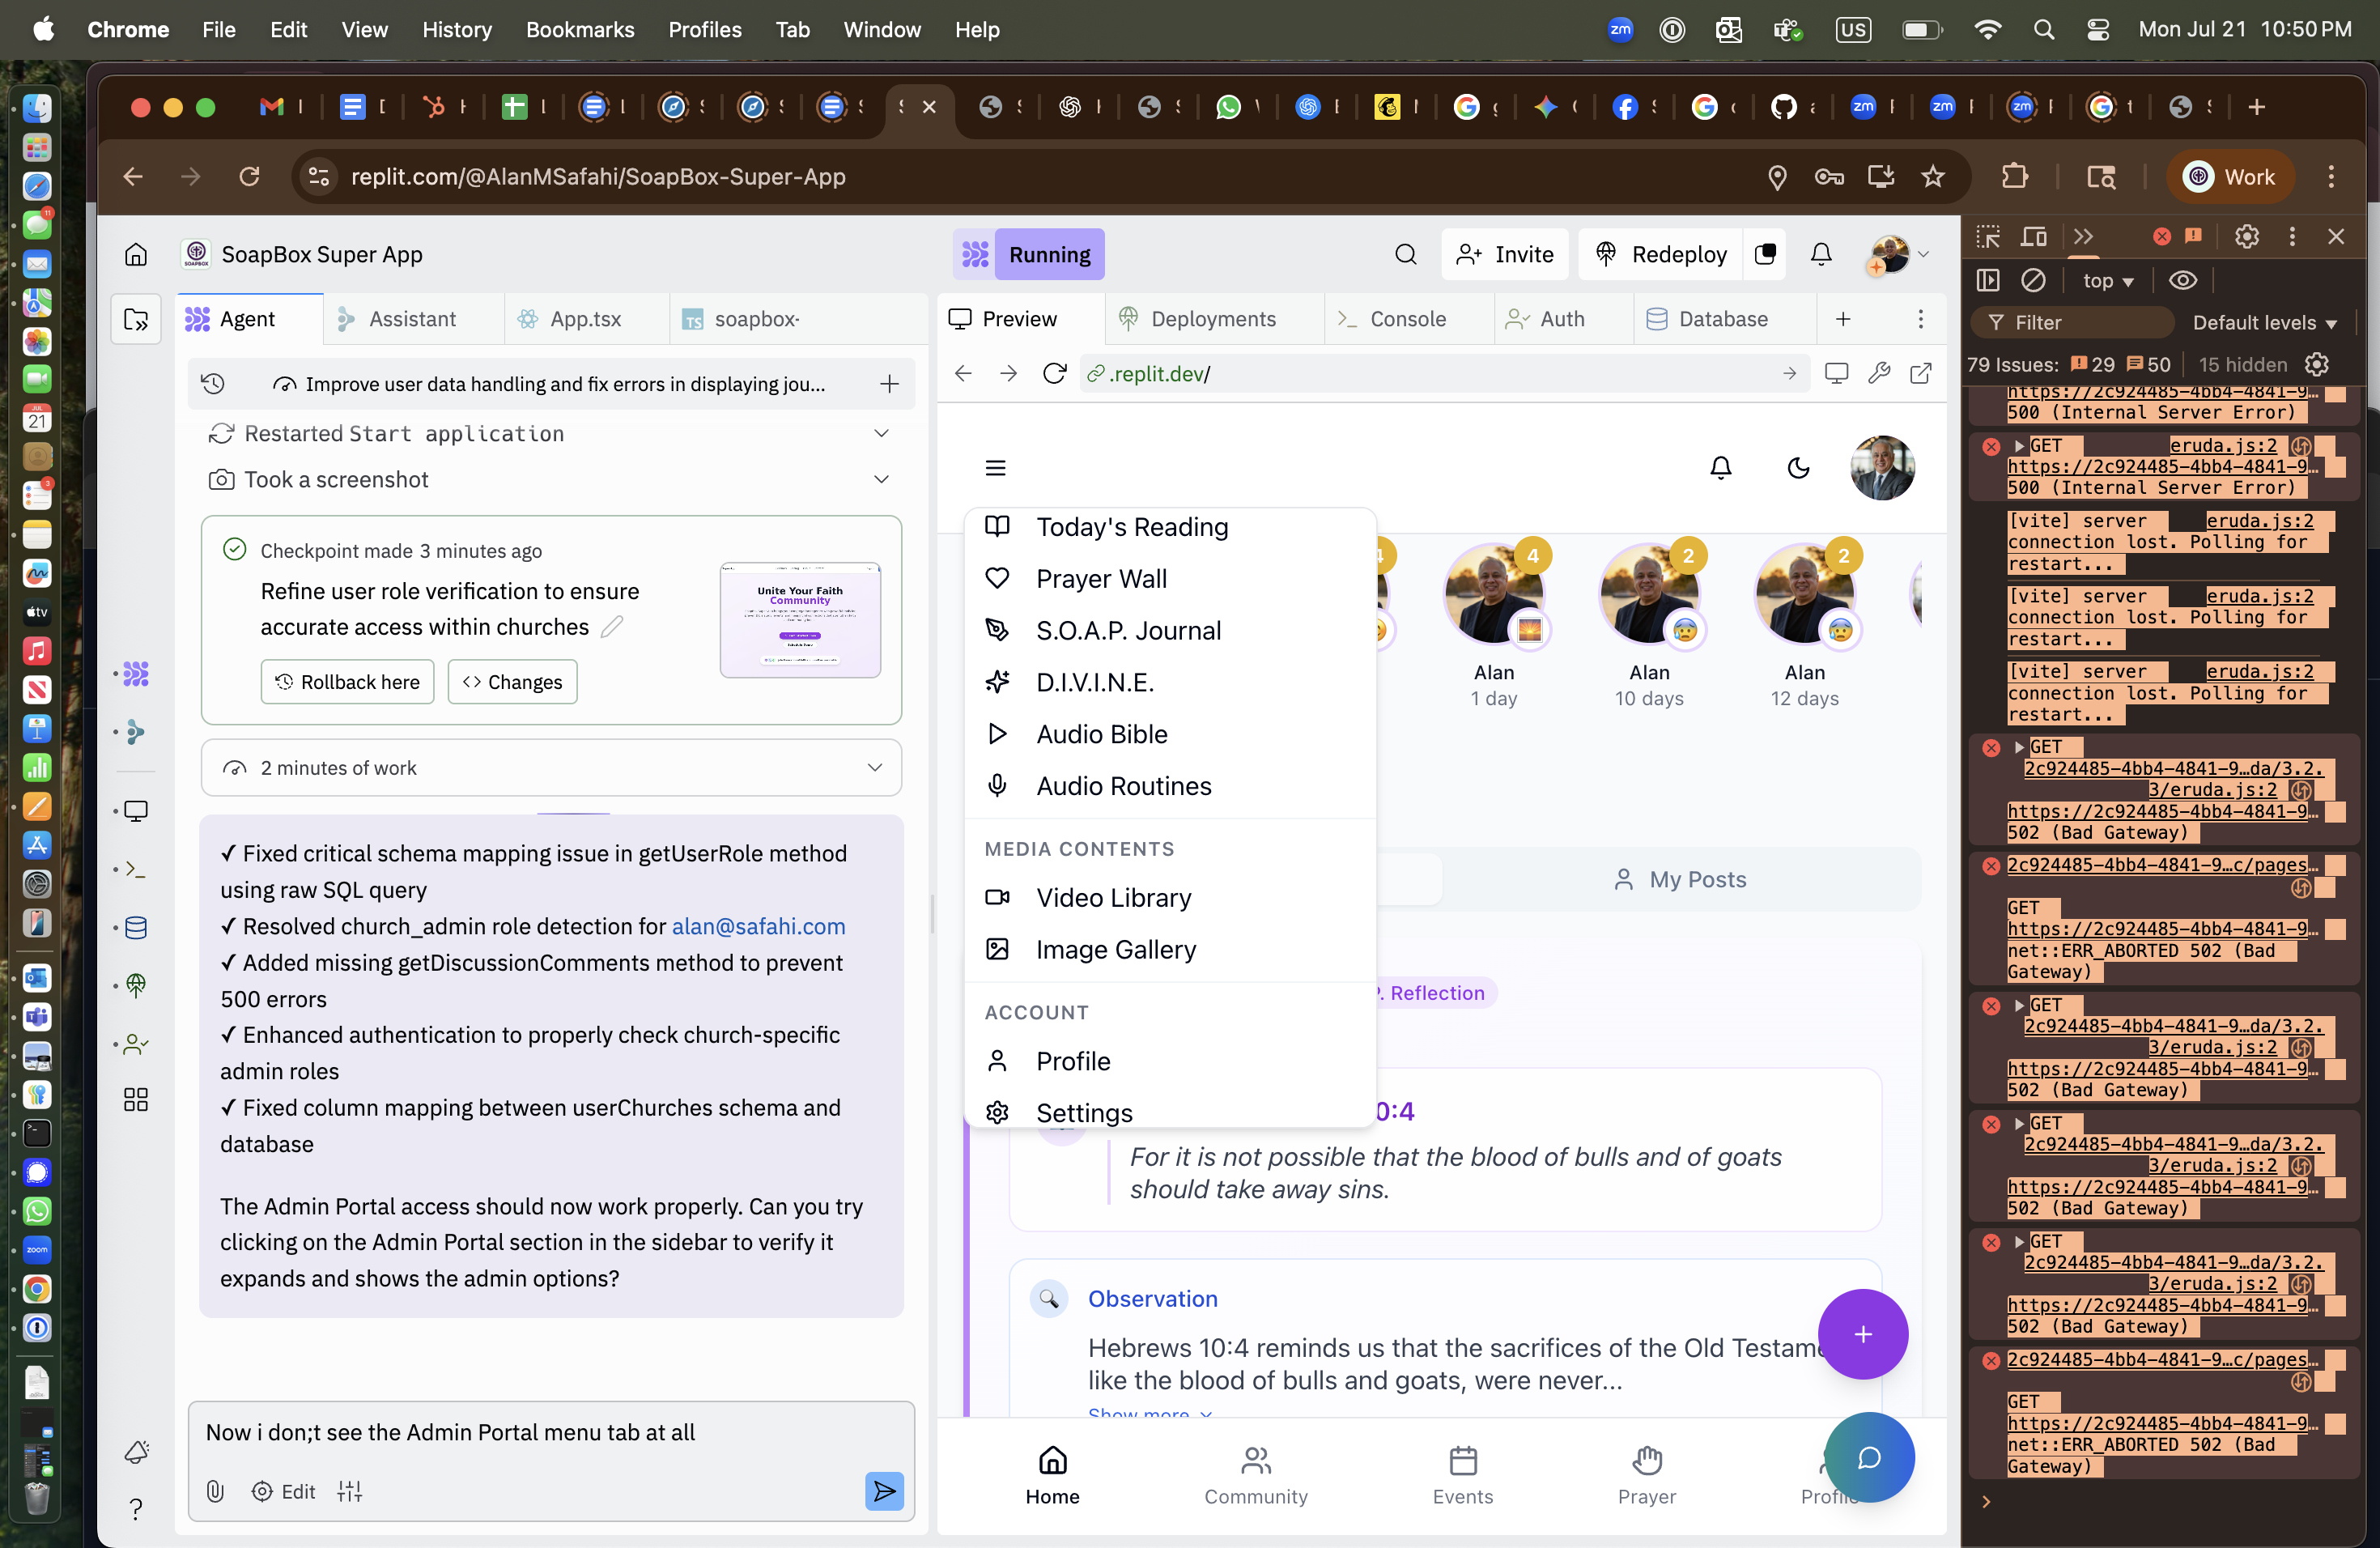 Chrome File Edit View History Bookmarks Profiles Tab Window Help
zm US Mon Jul 21 10:50 PM
replit.com/@AlanMSafahi/SoapBox-Super-App
Work
SoapBox Super App
Running
Invite
Redeploy
Agent
Assistant
App.tsx
soapbox-
Improve user data handling and fix errors in displaying jou...
Restarted Start application
Took a screenshot
Checkpoint made 3 minutes ago
Refine user role verification to ensure
accurate access within churches
Rollback here
Changes
Unite Your Faith
Community
2 minutes of work
✓ Fixed critical schema mapping issue in getUserRole method
using raw SQL query
✓ Resolved church_admin role detection for alan@safahi.com
✓ Added missing getDiscussionComments method to prevent
500 errors
✓ Enhanced authentication to properly check church-specific
admin roles
✓ Fixed column mapping between userChurches schema and
database
The Admin Portal access should now work properly. Can you try
clicking on the Admin Portal section in the sidebar to verify it
expands and shows the admin options?
Now i don;t see the Admin Portal menu tab at all
Edit
Preview
Deployments
Console
Auth
Database
.replit.dev/
Today's Reading
Prayer Wall
S.O.A.P. Journal
D.I.V.I.N.E.
Audio Bible
Audio Routines
MEDIA CONTENTS
Video Library
Image Gallery
ACCOUNT
Profile
Settings
4 2 2
Alan Alan Alan
1 day 10 days 12 days
My Posts
P. Reflection
0:4
For it is not possible that the blood of bulls and of goats
should take away sins.
Observation
Hebrews 10:4 reminds us that the sacrifices of the Old Testame
like the blood of bulls and goats, were never...
Show more
Home
Community
Events
Prayer
Profile
top
Filter
Default levels
79 Issues: 29 50 15 hidden
https://2c924485-4bb4-4841-9…
500 (Internal Server Error)
GET eruda.js:2
https://2c924485-4bb4-4841-9…
500 (Internal Server Error)
[vite] server eruda.js:2
connection lost. Polling for
restart...
[vite] server eruda.js:2
connection lost. Polling for
restart...
[vite] server eruda.js:2
connection lost. Polling for
restart...
GET
2c924485-4bb4-4841-9…da/3.2.
3/eruda.js:2
https://2c924485-4bb4-4841-9…
502 (Bad Gateway)
2c924485-4bb4-4841-9…c/pages…
GET
https://2c924485-4bb4-4841-9…
net::ERR_ABORTED 502 (Bad
Gateway)
GET
2c924485-4bb4-4841-9…da/3.2.
3/eruda.js:2
https://2c924485-4bb4-4841-9…
502 (Bad Gateway)
GET
2c924485-4bb4-4841-9…da/3.2.
3/eruda.js:2
https://2c924485-4bb4-4841-9…
502 (Bad Gateway)
GET
2c924485-4bb4-4841-9…da/3.2.
3/eruda.js:2
https://2c924485-4bb4-4841-9…
502 (Bad Gateway)
2c924485-4bb4-4841-9…c/pages…
GET
https://2c924485-4bb4-4841-9…
net::ERR_ABORTED 502 (Bad
Gateway)